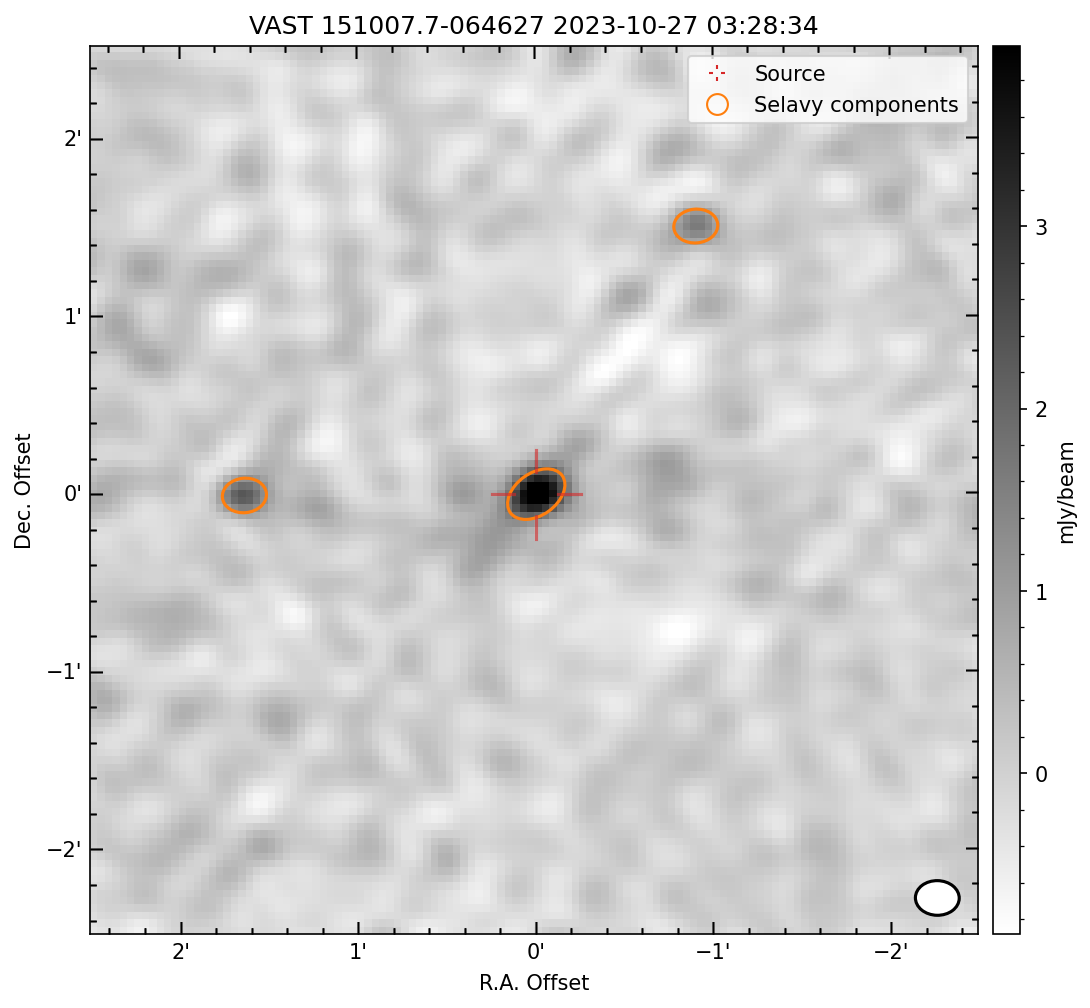 VAST 151007.7-064627 2023-10-27 03:28:34
Source
Selavy components
2'
1'
0'
−1'
−2'
Dec. Offset
2'
1'
0'
−1'
−2'
R.A. Offset
3
2
1
0
mJy/beam